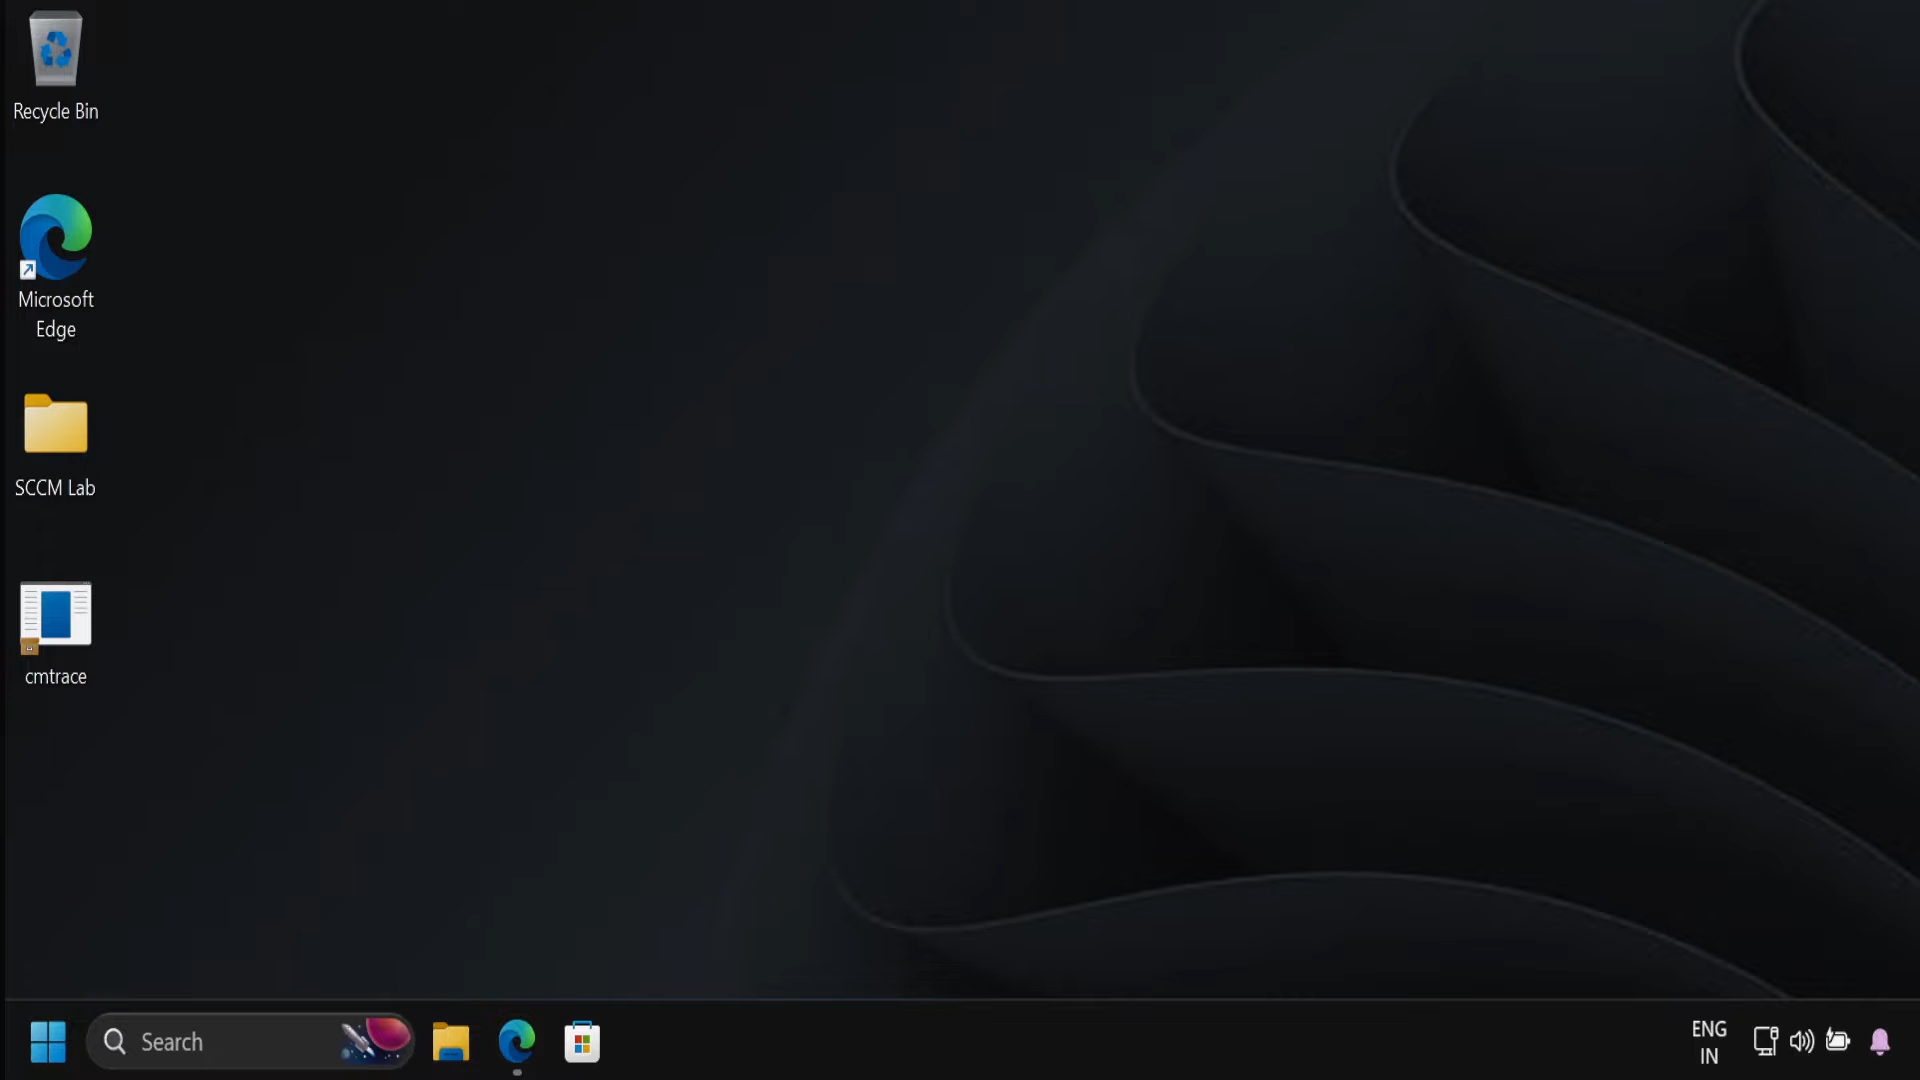 Recycle Bin
Microsoft
Edge
SCCM Lab
cmtrace
Search
ENG
IN